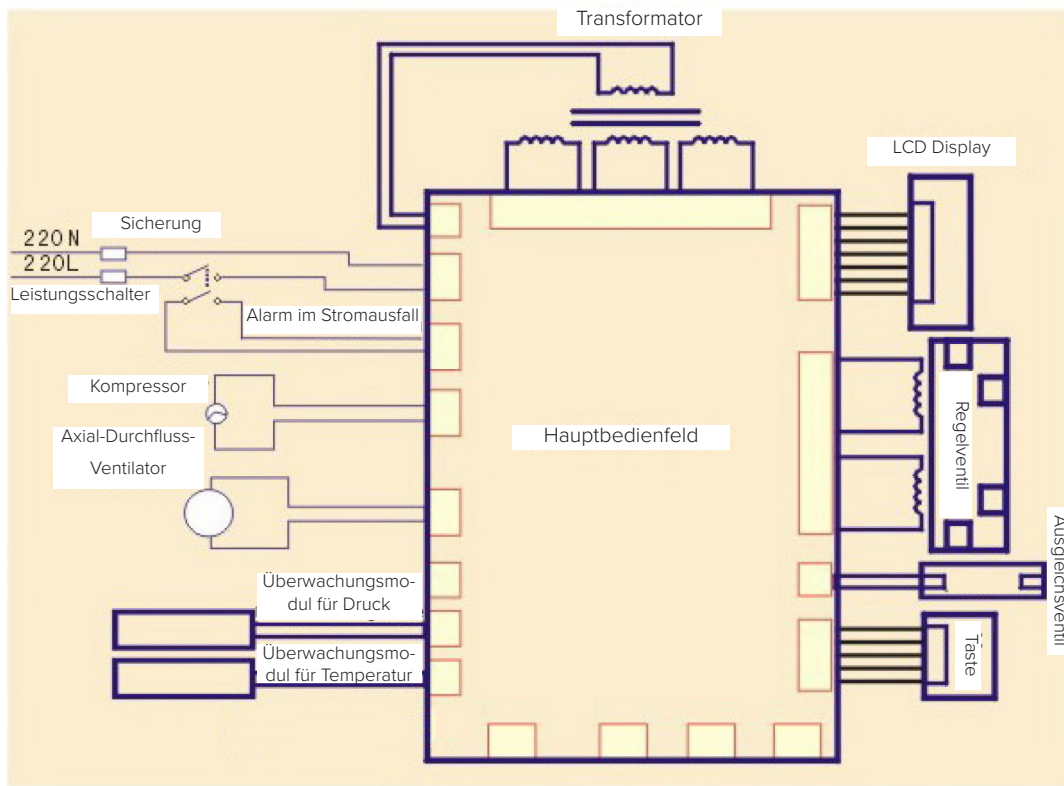 Transformator
LCD Display
Sicherung
220N
220L
Leistungsschalter
Alarm im Stromausfall
Kompressor
Axial-Durchfluss-
Ventilator
Hauptbedienfeld
Regelventil
Ausgleichsventil
Überwachungsmo-
dul für Druck
Überwachungsmo-
dul für Temperatur
Taste